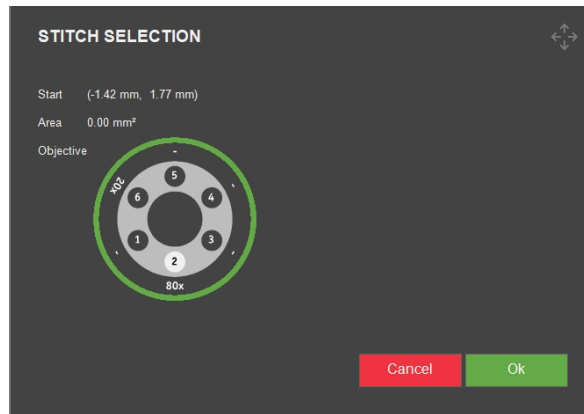 STITCH SELECTION
Start (-1.42 mm, 1.77 mm)
Area 0.00 mm²
Objective
-
20x
5
-
6
4
1
3
-
2
-
80x
Cancel Ok